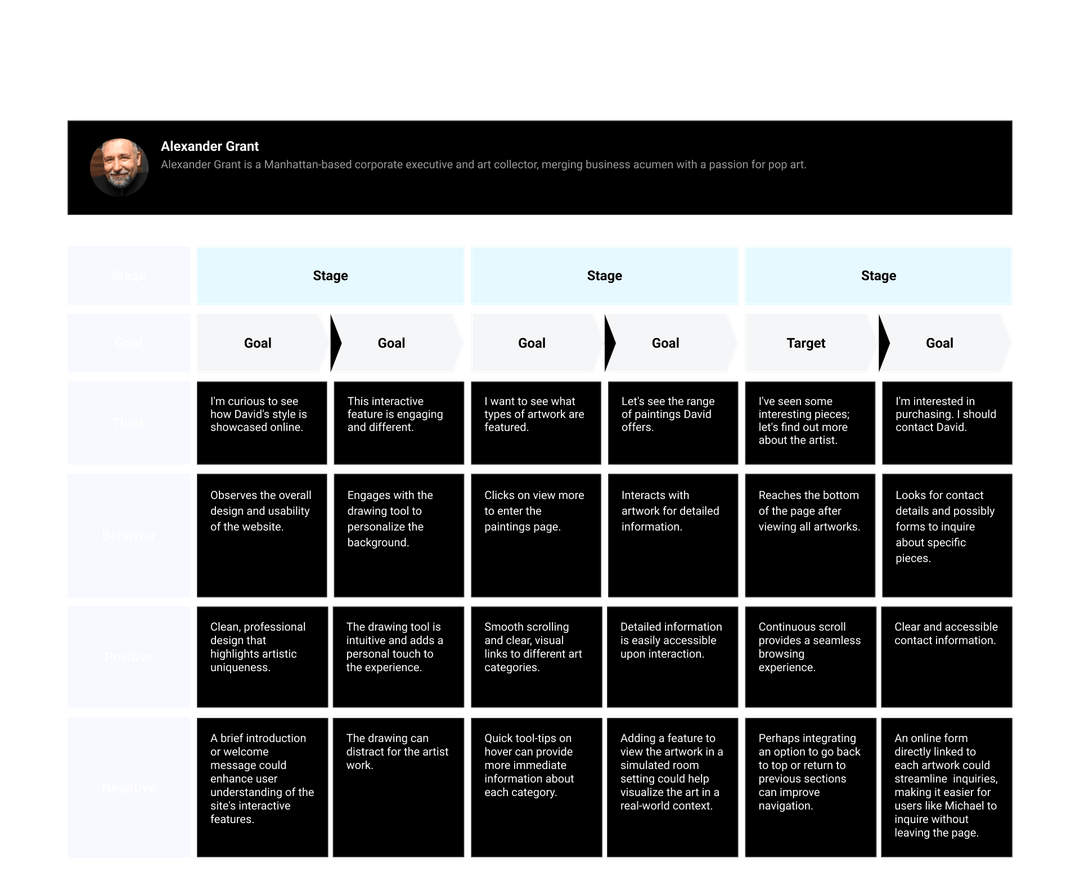 Alexander Grant
Alexander Grant is a Manhattan-based corporate executive and art collector, merging business acumen with a passion for pop art.
Stage
Stage
Stage
Stage
Goal
Goal
Goal
Goal
Goal
Target
Goal
Think
I'm curious to see
how David's style is
showcased online.
This interactive
feature is engaging
and different.
I want to see what
types of artwork are
featured.
Let's see the range
of paintings David
offers.
I've seen some
interesting pieces;
let's find out more
about the artist.
I'm interested in
purchasing. I should
contact David.
Behavior
Observes the overall
design and usability
of the website.
Engages with the
drawing tool to
personalize the
background.
Clicks on view more
to enter the
paintings page.
Interacts with
artwork for detailed
information.
Reaches the bottom
of the page after
viewing all artworks.
Looks for contact
details and possibly
forms to inquire
about specific
pieces.
Positive
Clean, professional
design that
highlights artistic
uniqueness.
The drawing tool is
intuitive and adds a
personal touch to
the experience.
Smooth scrolling
and clear, visual
links to different art
categories.
Detailed information
is easily accessible
upon interaction.
Continuous scroll
provides a seamless
browsing
experience.
Clear and accessible
contact information.
Negative
A brief introduction
or welcome
message could
enhance user
understanding of the
site's interactive
features.
The drawing can
distract for the artist
work.
Quick tool-tips on
hover can provide
more immediate
information about
each category.
Adding a feature to
view the artwork in a
simulated room
setting could help
visualize the art in a
real-world context.
Perhaps integrating
an option to go back
to top or return to
previous sections
can improve
navigation.
An online form
directly linked to
each artwork could
streamline  inquiries,
making it easier for
users like Michael to
inquire without
leaving the page.